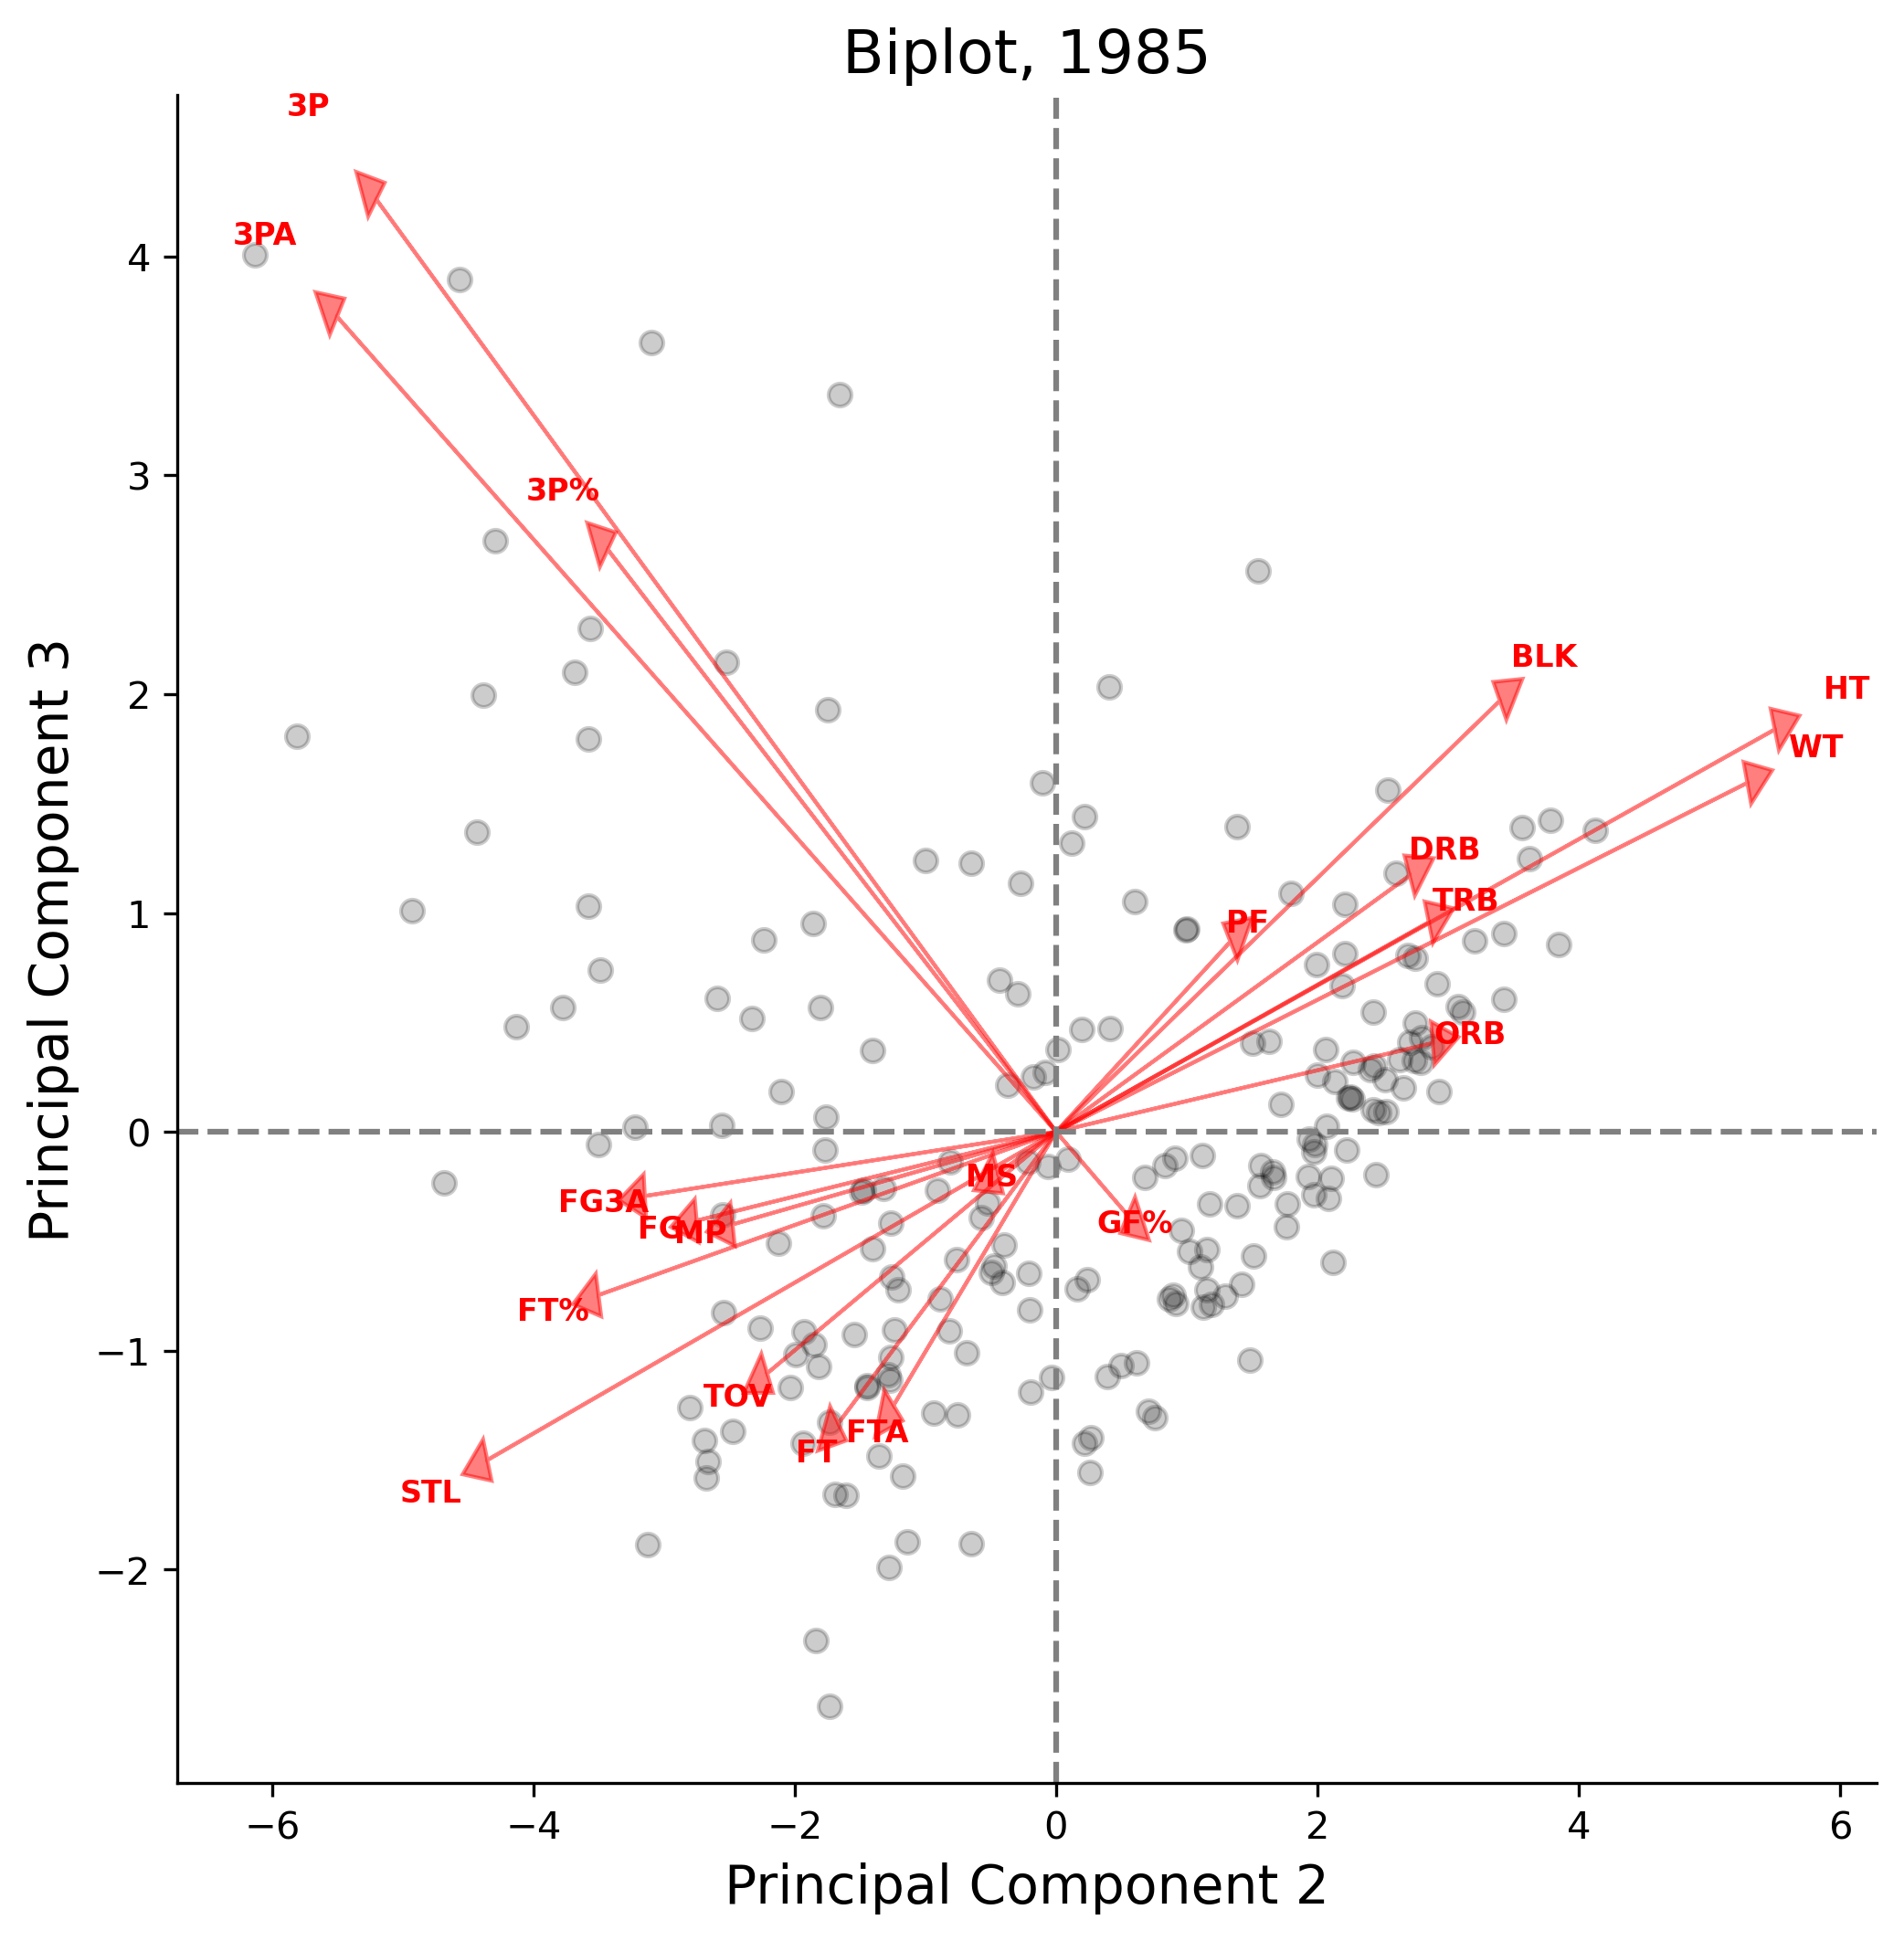 Biplot, 1985
3P
3PA
3P%
BLK
HT
WT
DRB
TRB
PF
ORB
MS
FG3A
FG
MP
GF%
FT%
TOV
FTA
FT
STL
4
3
2
1
0
−1
−2
−6
−4
−2
0
2
4
6
Principal Component 3
Principal Component 2